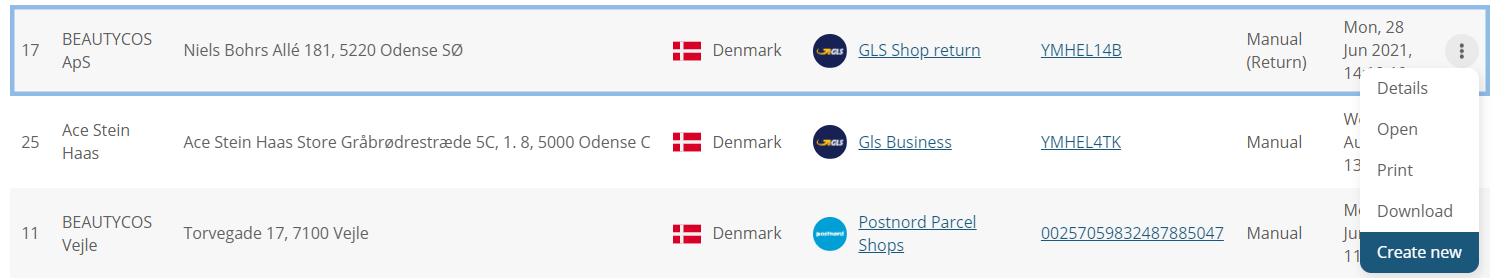 17 BEAUTYCOS ApS Niels Bohrs Allé 181, 5220 Odense SØ Denmark GLS GLS Shop return YMHEL14B Manual (Return) Mon, 28 Jun 2021,
Details
Open
Print
Download
Create new
25 Ace Stein Haas Ace Stein Haas Store Gråbrødrestræde 5C, 1. 8, 5000 Odense C Denmark GLS Gls Business YMHEL4TK Manual
11 BEAUTYCOS Vejle Torvegade 17, 7100 Vejle Denmark postnord Postnord Parcel Shops 00257059832487885047 Manual